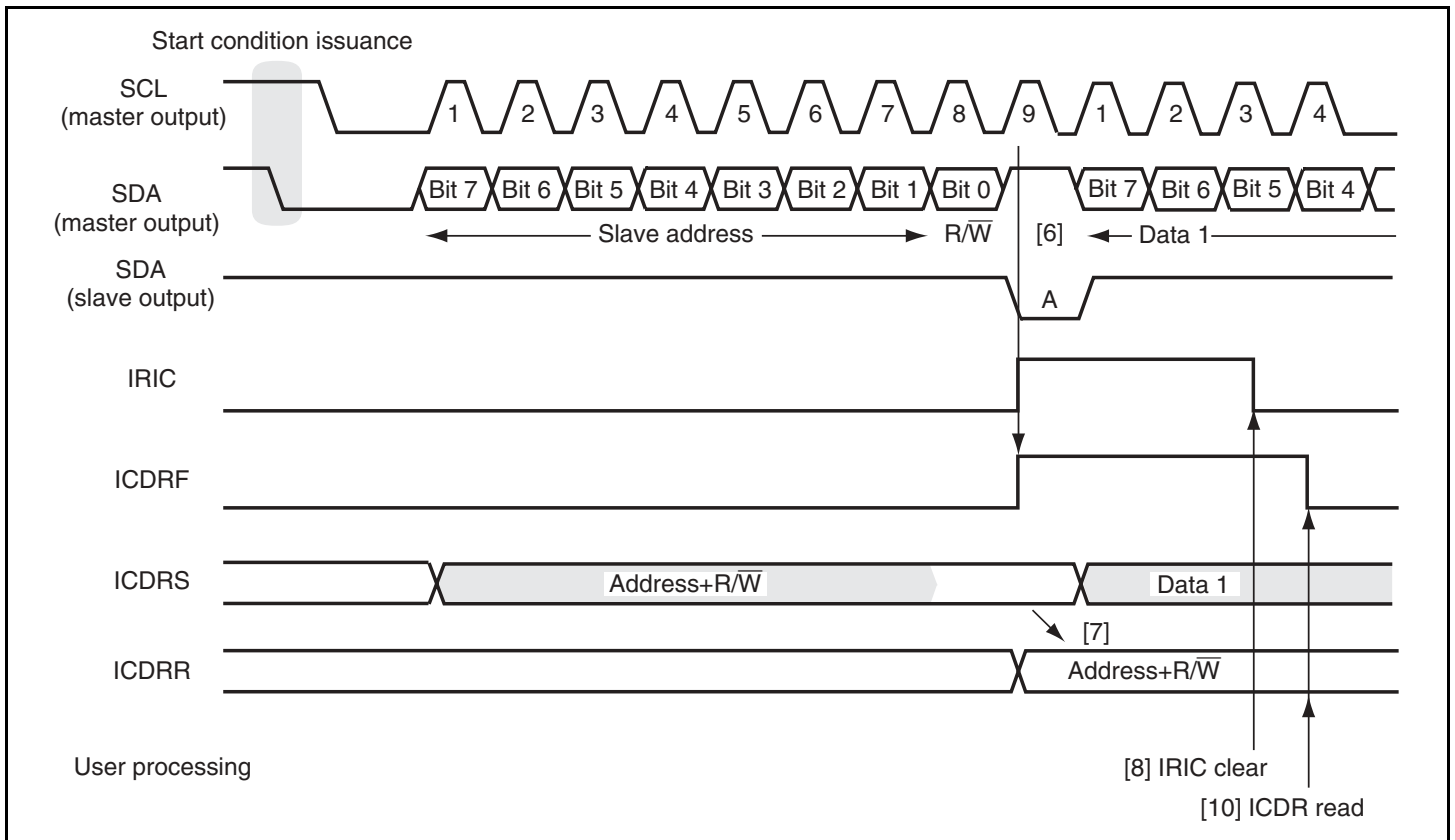 Start condition issuance
SCL
(master output)
1 2 3 4 5 6 7 8 9 1 2 3 4
SDA
(master output)
Bit 7 Bit 6 Bit 5 Bit 4 Bit 3 Bit 2 Bit 1 Bit 0 Bit 7 Bit 6 Bit 5 Bit 4
Slave address R/W̅ [6] Data 1
SDA
(slave output)
A
IRIC
ICDRF
ICDRS
Address+R/W̅ Data 1
[7]
ICDRR
Address+R/W̅
User processing
[8] IRIC clear
[10] ICDR read